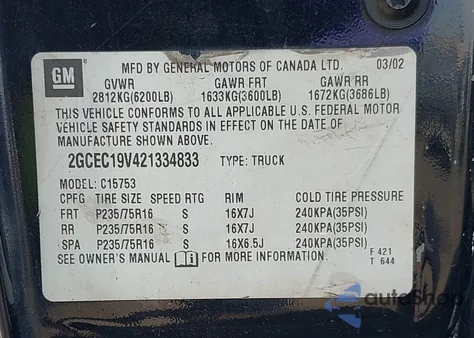 GM
MFD BY GENERAL MOTORS OF CANADA LTD. 03/02
GVWR GAWR FRT GAWR RR
2812KG(6200LB) 1633KG(3600LB) 1672KG(3686LB)
THIS VEHICLE CONFORMS TO ALL APPLICABLE U.S. FEDERAL MOTOR
VEHICLE SAFETY STANDARDS IN EFFECT ON THE DATE OF
MANUFACTURE SHOWN ABOVE.
2GCEC19V421334833 TYPE: TRUCK
MODEL: C15753
CPFG TIRE SIZE SPEED RTG RIM COLD TIRE PRESSURE
FRT P235/75R16 S 16X7J 240KPA(35PSI)
RR P235/75R16 S 16X7J 240KPA(35PSI)
SPA P235/75R16 S 16X6.5J 240KPA(35PSI)
SEE OWNER'S MANUAL i FOR MORE INFORMATION.
F 421
T 644
autoShop